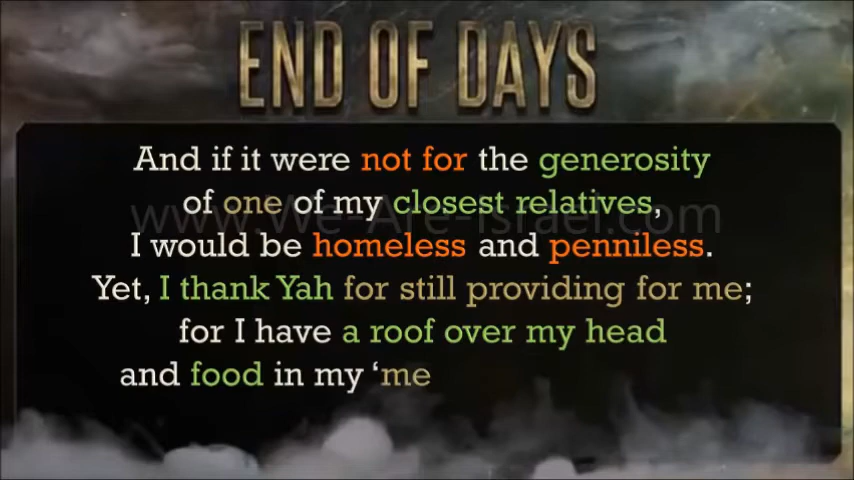 END OF DAYS
And if it were not for the generosity
of one of my closest relatives,
www.We-Are-Israel.com
I would be homeless and penniless.
Yet, I thank Yah for still providing for me;
for I have a roof over my head
and food in my ‘me